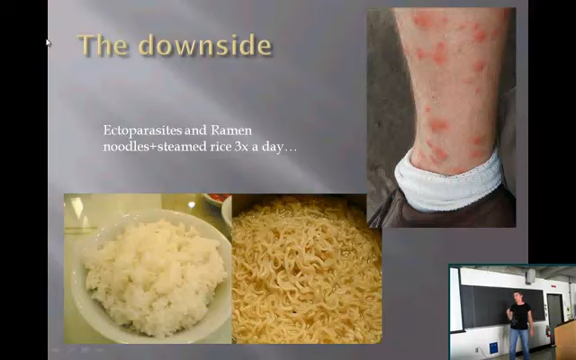 The downside
Ectoparasites and Ramen
noodles+steamed rice 3x a day…